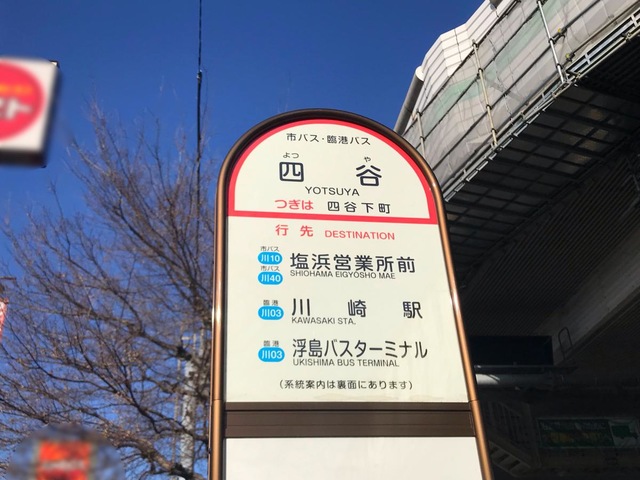 市バス・臨港バス
よつ や
四 谷
YOTSUYA
つぎは 四谷下町
行先 DESTINATION
市バス
川10
市バス
川40
塩浜営業所前
SHIOHAMA EIGYOSHO MAE
臨港
川03
川崎駅
KAWASAKI STA.
臨港
川03
浮島バスターミナル
UKISHIMA BUS TERMINAL
(系統案内は裏面にあります)